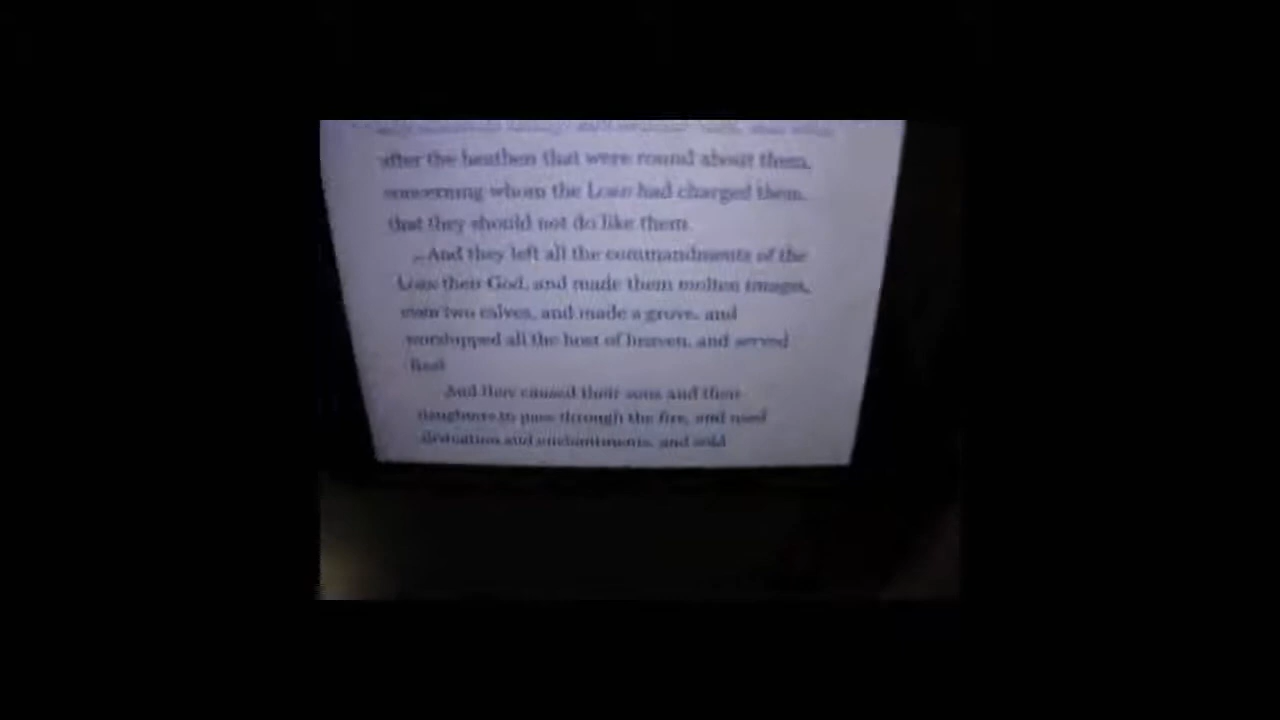 after the heathen that were round about them,
concerning whom the LORD had charged them,
that they should not do like them.
And they left all the commandments of the
LORD their God, and made them molten images,
even two calves, and made a grove, and
worshipped all the host of heaven, and served
Baal.
And they caused their sons and their
daughters to pass through the fire, and used
divination and enchantments, and sold